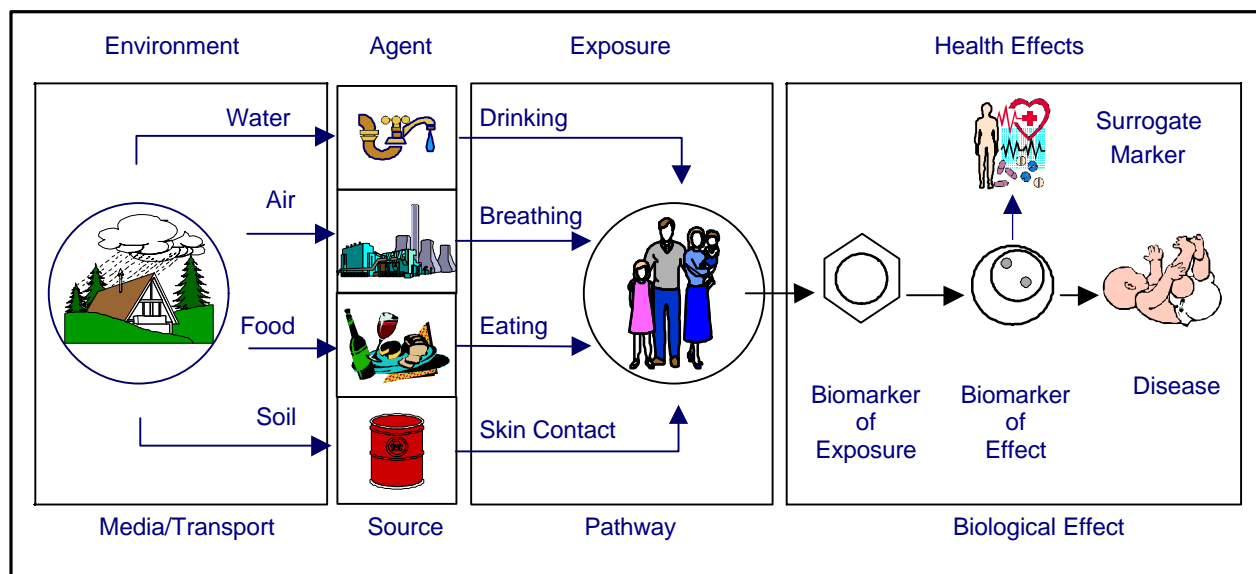 Environment
Agent
Exposure
Health Effects
Water
Drinking
Surrogate
Marker
Air
Breathing
Food
Eating
Soil
Skin Contact
Biomarker
of
Exposure
Biomarker
of
Effect
Disease
Media/Transport
Source
Pathway
Biological Effect